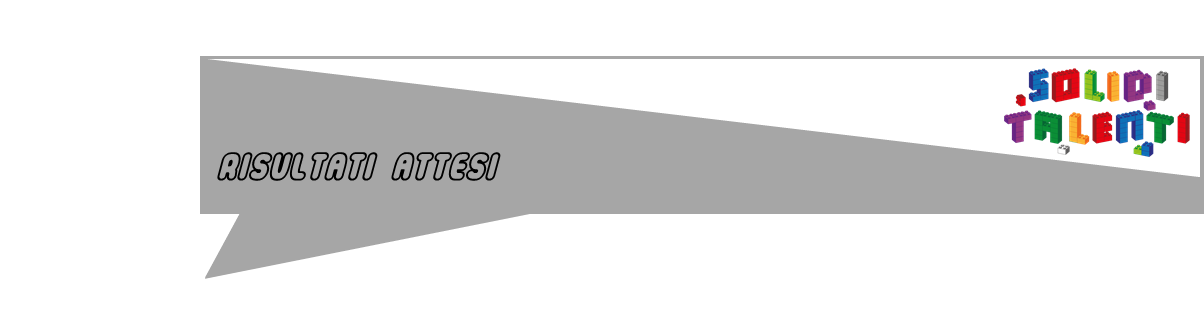 SOLIDI
TALENTI
RISULTATI ATTESI